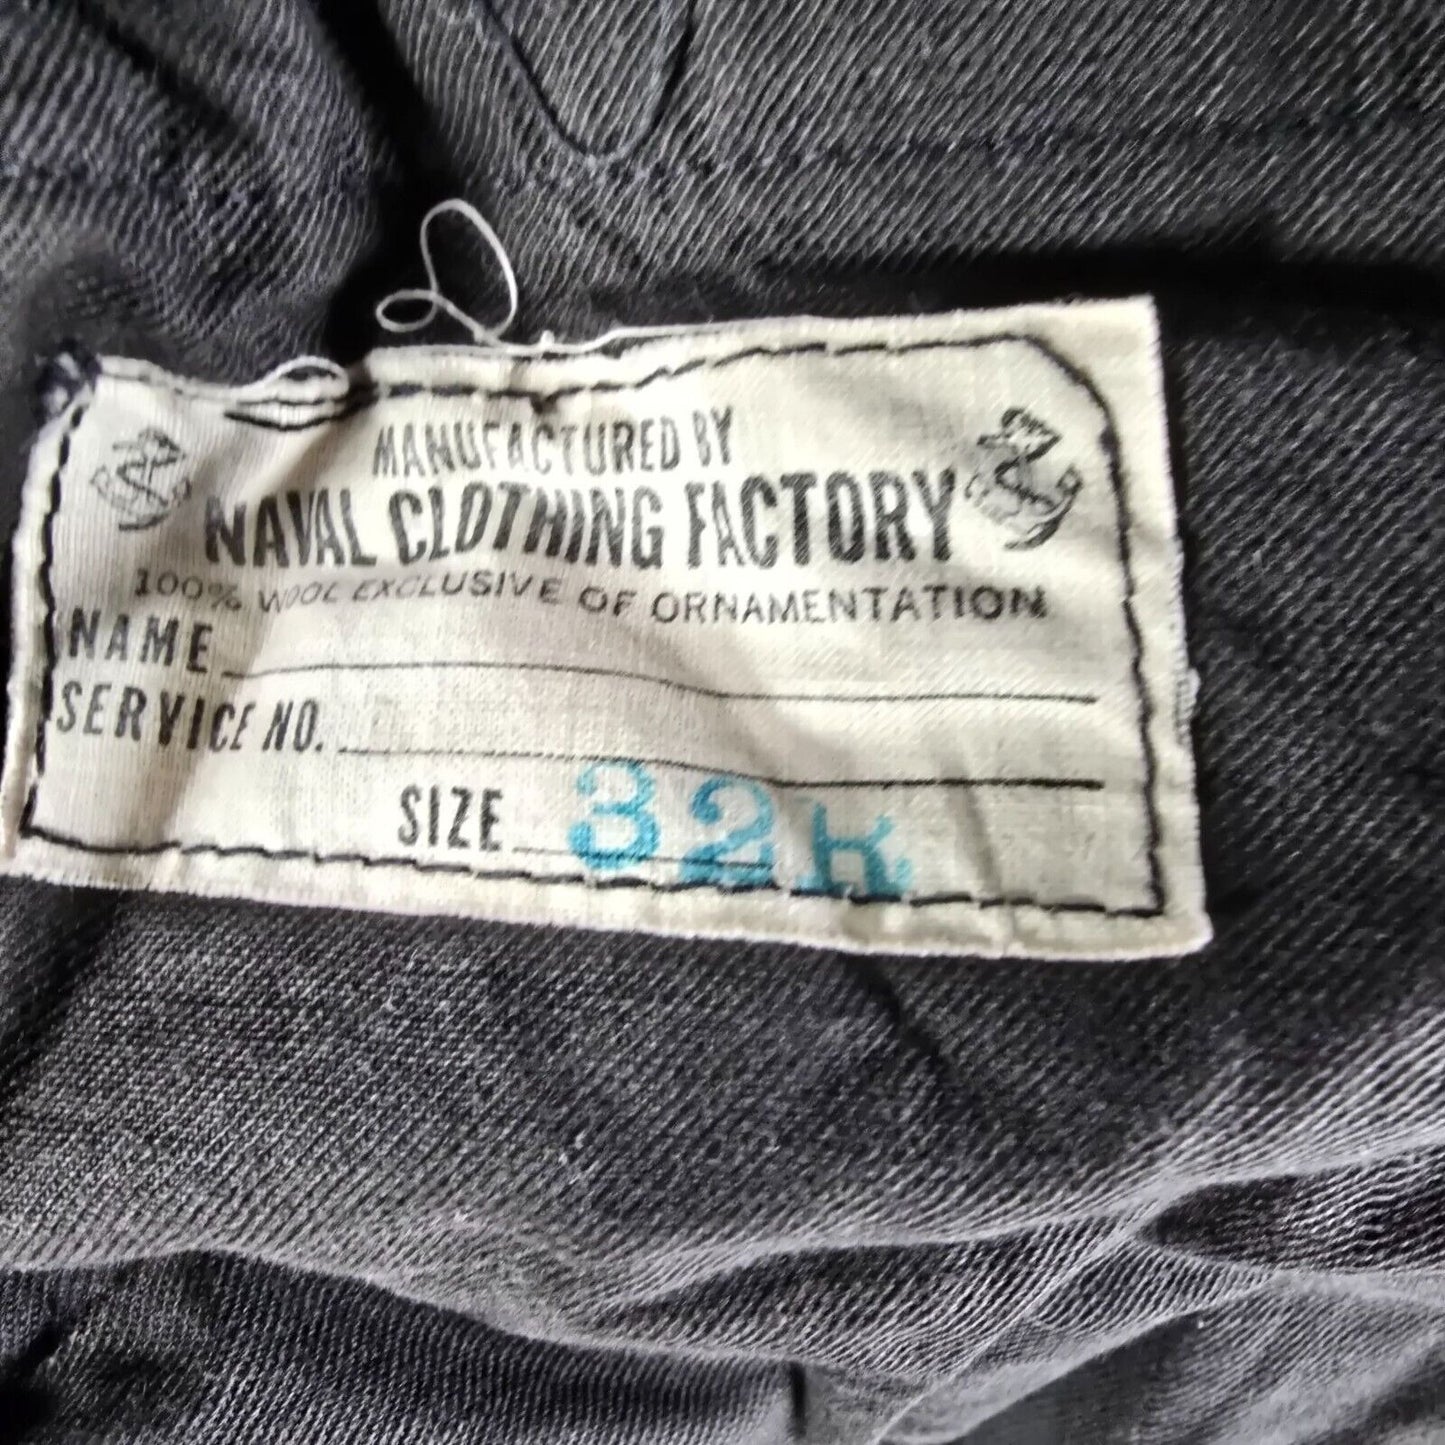 MANUFACTURED BY
NAVAL CLOTHING FACTORY
100% WOOL EXCLUSIVE OF ORNAMENTATION
NAME
SERVICE NO.
SIZE 32R